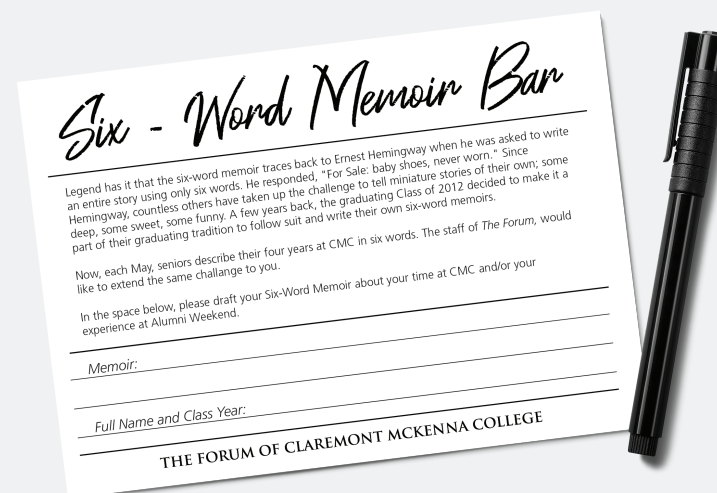 Six - Word Memoir Bar
Legend has it that the six-word memoir traces back to Ernest Hemingway when he was asked to write
an entire story using only six words. He responded, "For Sale: baby shoes, never worn." Since
Hemingway, countless others have taken up the challenge to tell miniature stories of their own; some
deep, some sweet, some funny. A few years back, the graduating Class of 2012 decided to make it a
part of their graduating tradition to follow suit and write their own six-word memoirs.
Now, each May, seniors describe their four years at CMC in six words. The staff of The Forum, would
like to extend the same challange to you.
In the space below, please draft your Six-Word Memoir about your time at CMC and/or your
experience at Alumni Weekend.
Memoir:
Full Name and Class Year:
THE FORUM OF CLAREMONT MCKENNA COLLEGE